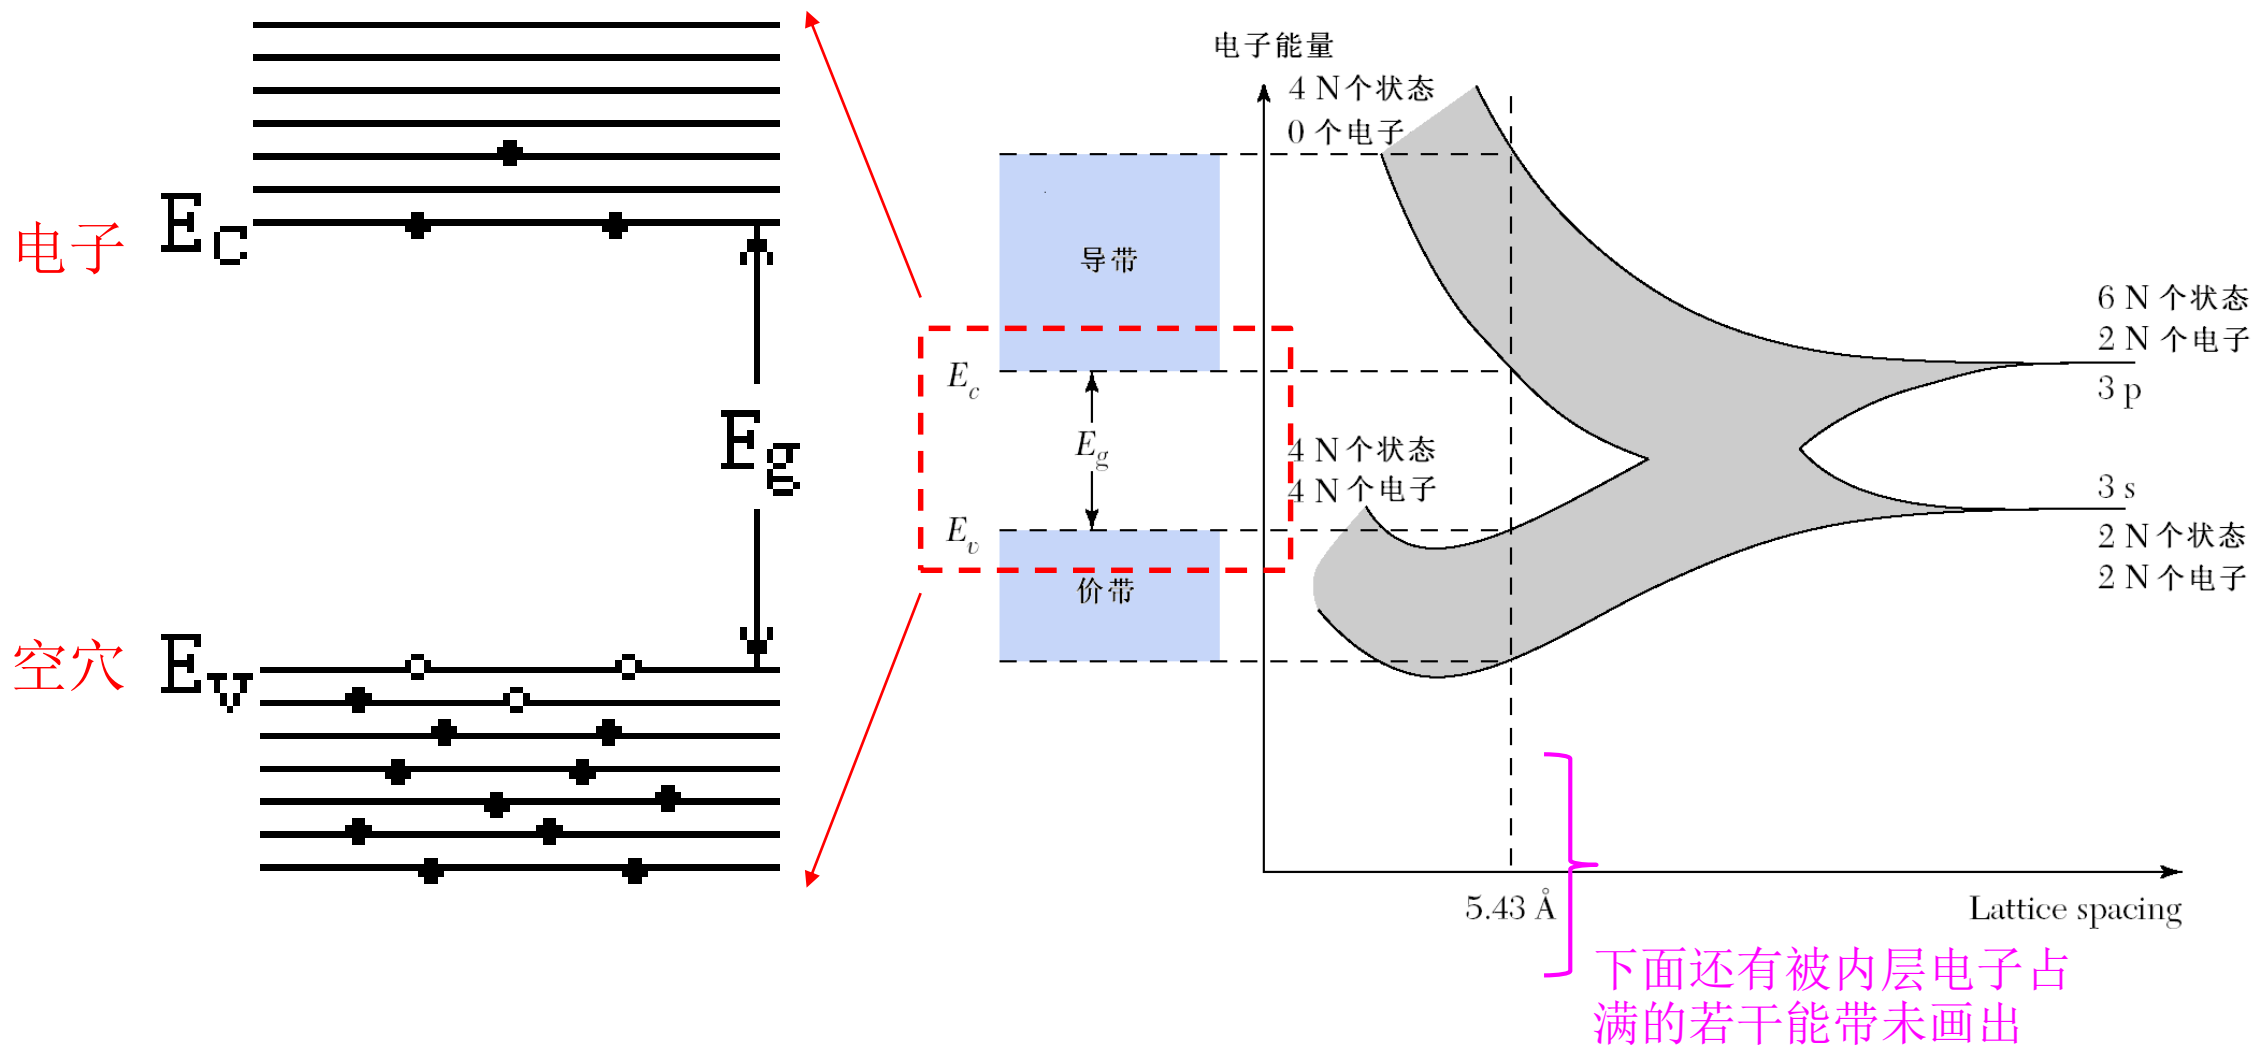 电子 Ec
Eg
空穴 Ev
电子能量
4 N个状态
0 个电子
导带
Ec
Eg
Ev
价带
4 N个状态
4 N个电子
6 N个状态
2 N个电子
3 p
3 s
2 N个状态
2 N个电子
5.43 Å
Lattice spacing
下面还有被内层电子占
满的若干能带未画出